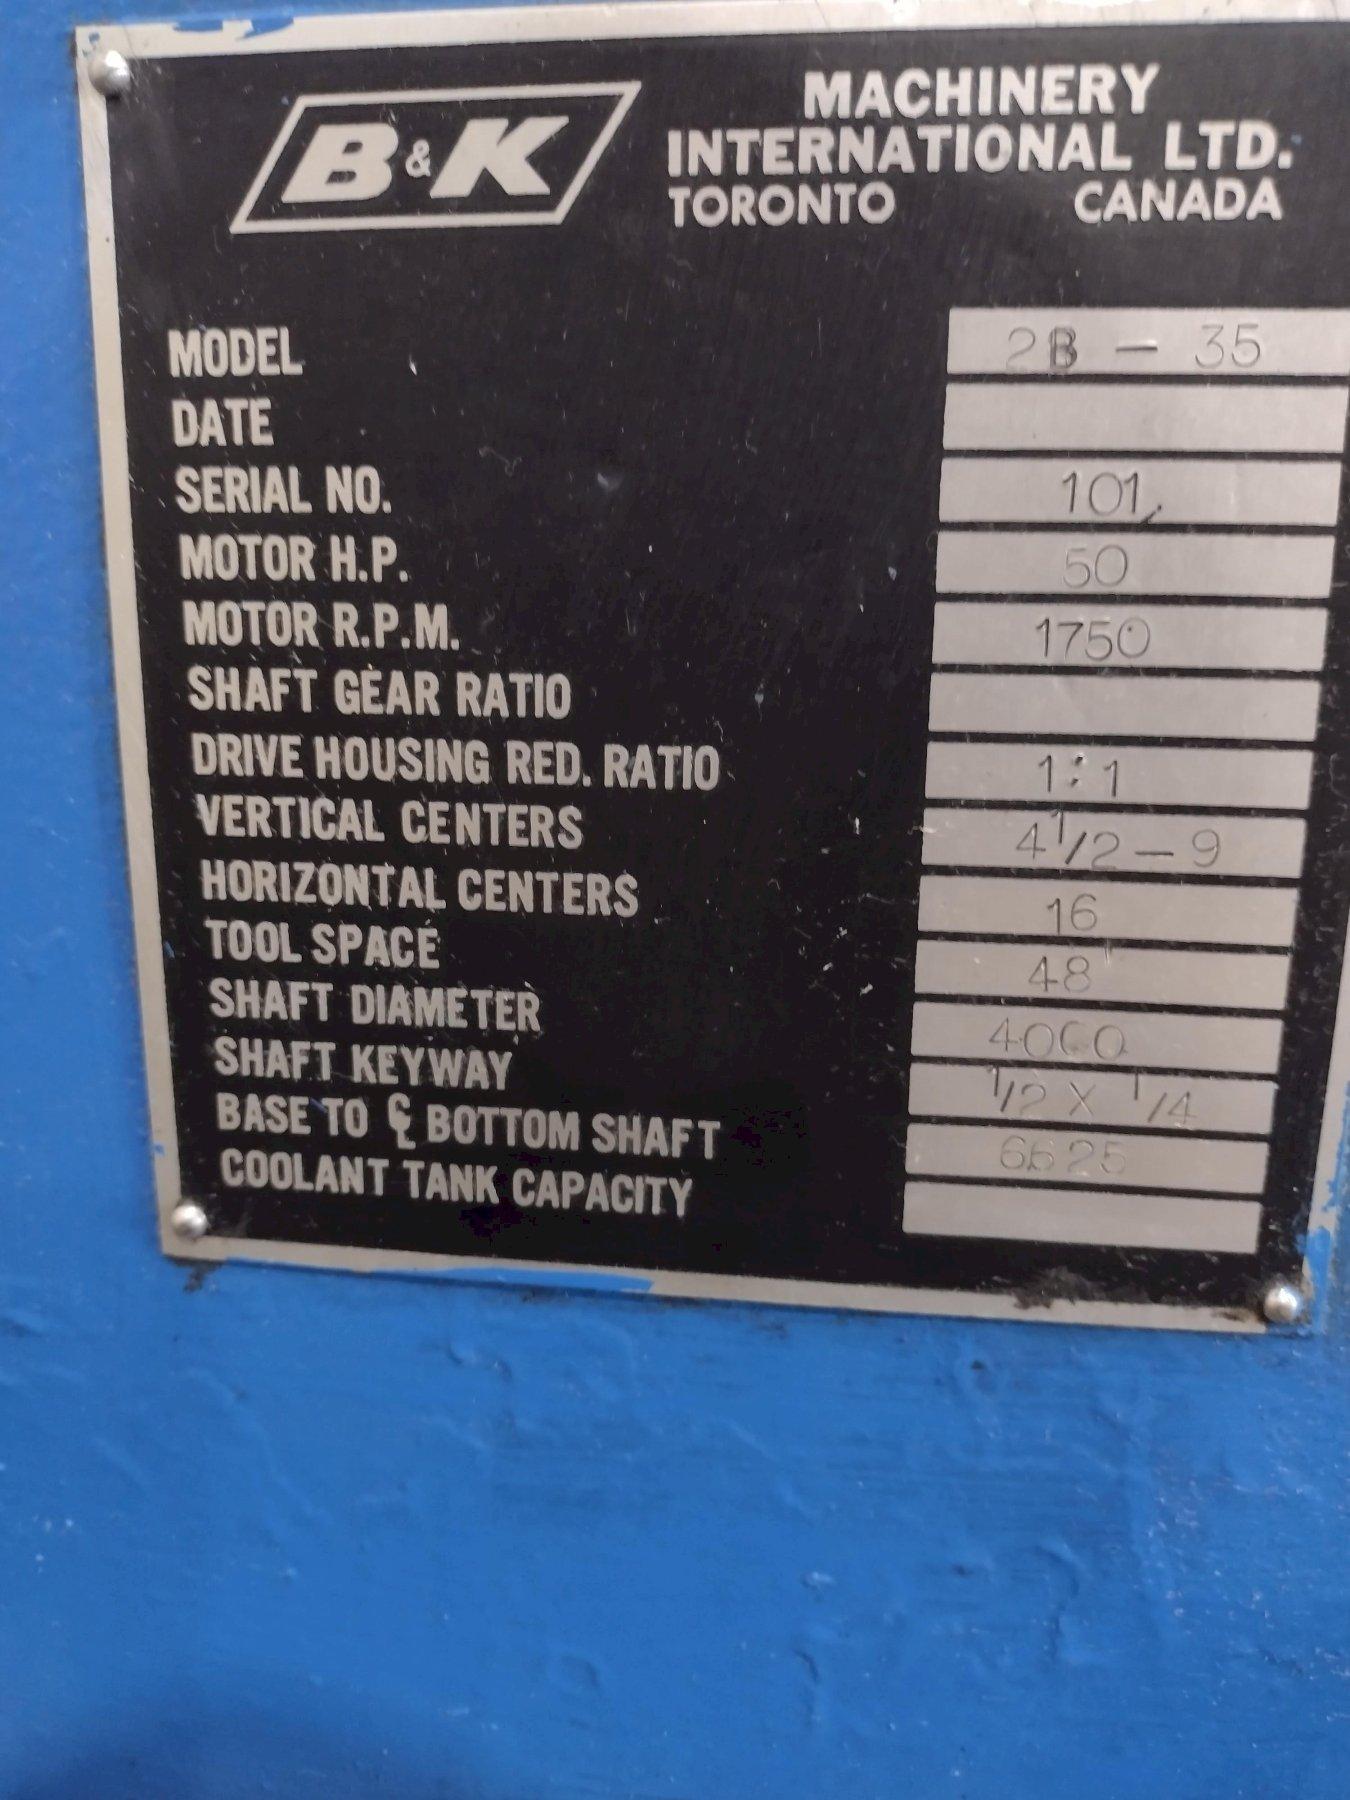 B & K
MACHINERY
INTERNATIONAL LTD.
TORONTO CANADA
MODEL 2B - 35
DATE
SERIAL NO. 101
MOTOR H.P. 50
MOTOR R.P.M. 1750
SHAFT GEAR RATIO
DRIVE HOUSING RED. RATIO 1:1
VERTICAL CENTERS 4 1/2 - 9
HORIZONTAL CENTERS 16
TOOL SPACE 48"
SHAFT DIAMETER 4000
SHAFT KEYWAY 1/2 X 1/4
BASE TO ℄ BOTTOM SHAFT 6625
COOLANT TANK CAPACITY